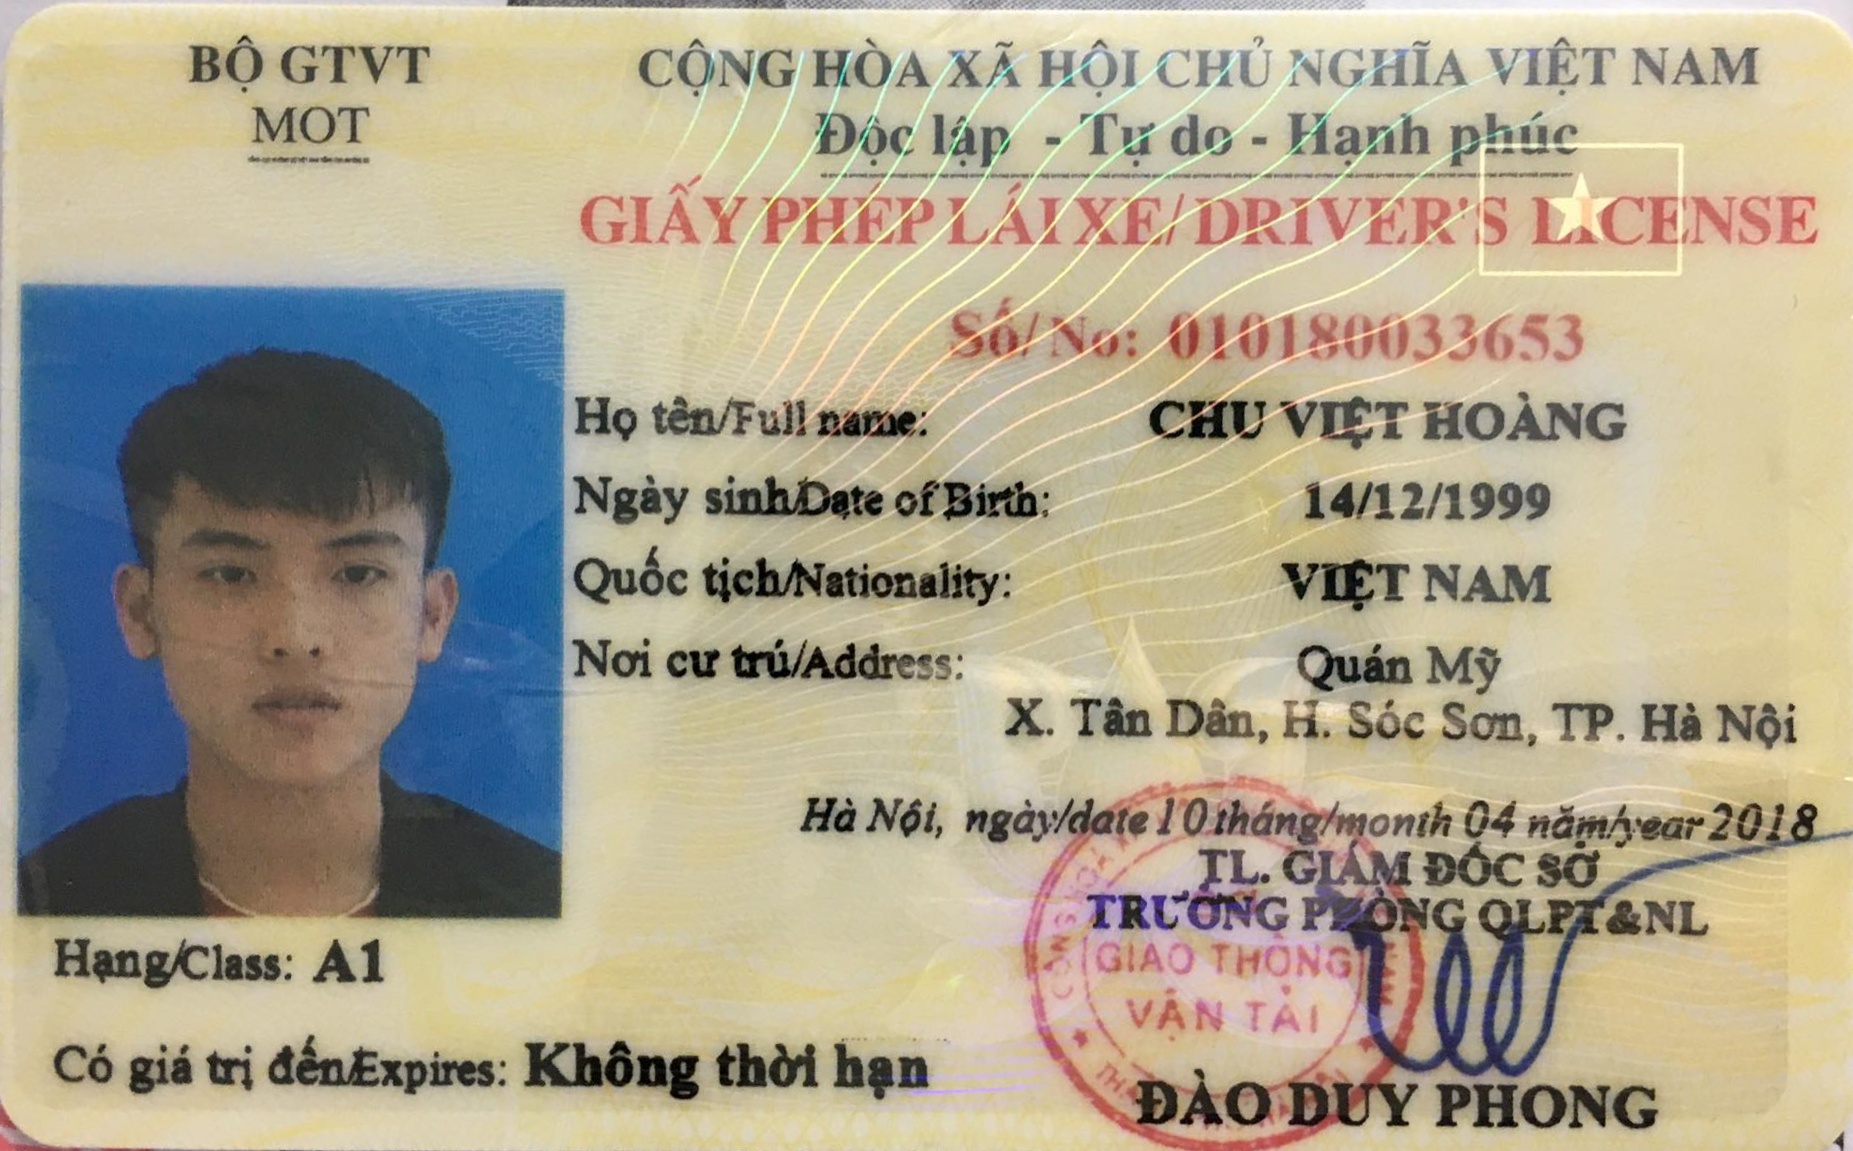 BỘ GTVT
MOT
CỘNG HÒA XÃ HỘI CHỦ NGHĨA VIỆT NAM
Độc lập - Tự do - Hạnh phúc
GIẤY PHÉP LÁI XE/ DRIVER'S LICENSE
Số/ No: 010180033653
Họ tên/Full name: CHU VIỆT HOÀNG
Ngày sinh/Date of Birth: 14/12/1999
Quốc tịch/Nationality: VIỆT NAM
Nơi cư trú/Address: Quán Mỹ
X. Tân Dân, H. Sóc Sơn, TP. Hà Nội
Hà Nội, ngày/date 10 tháng/month 04 năm/year 2018
TL. GIÁM ĐỐC SỞ
TRƯỞNG PHÒNG QLPT&NL
GIAO THÔNG
VẬN TẢI
ĐÀO DUY PHONG
Hạng/Class: A1
Có giá trị đến/Expires: Không thời hạn